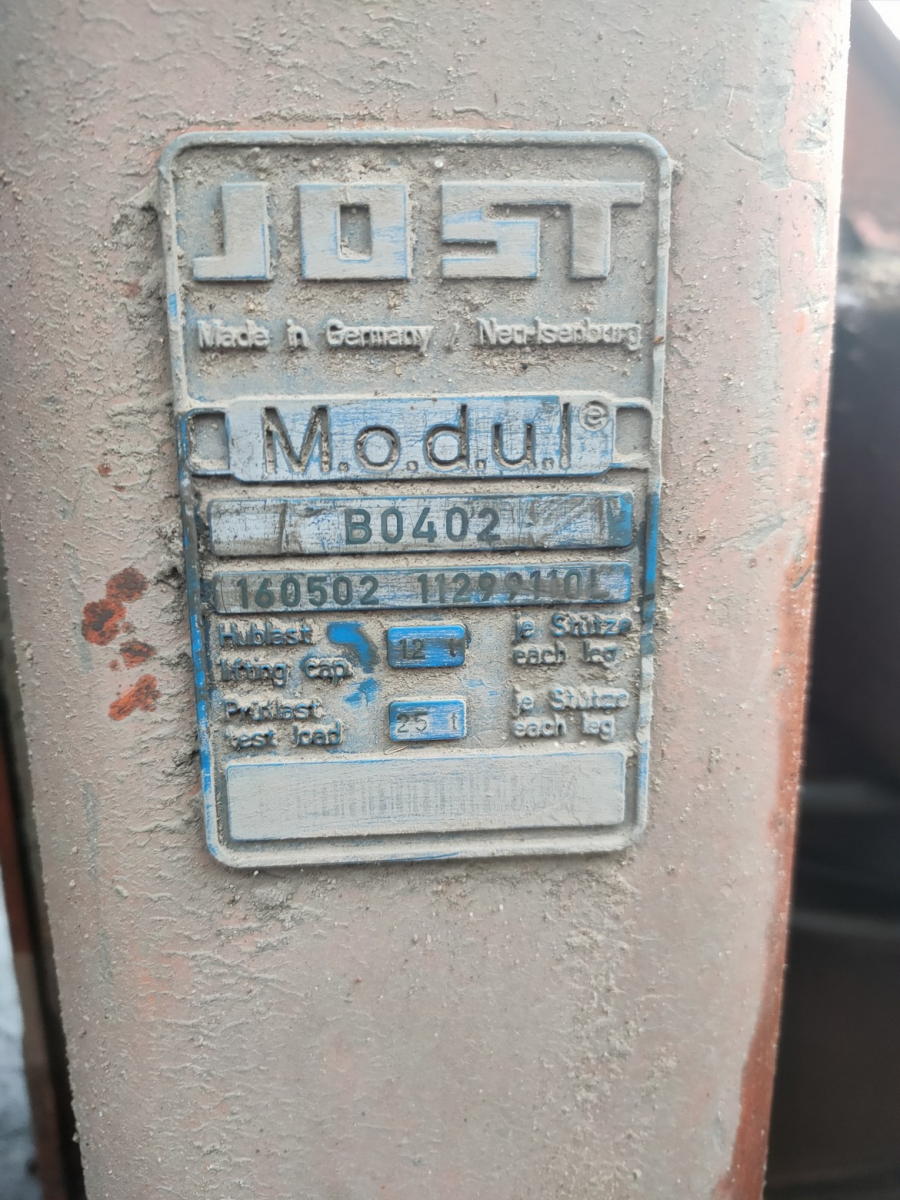 JOST
Made in Germany / Neu-Isenburg
M.o.d.u.l®
B0402
160502 11299110L
Hublast 12 t je Stütze
lifting cap. each leg
Prüflast 25 t je Stütze
test load each leg